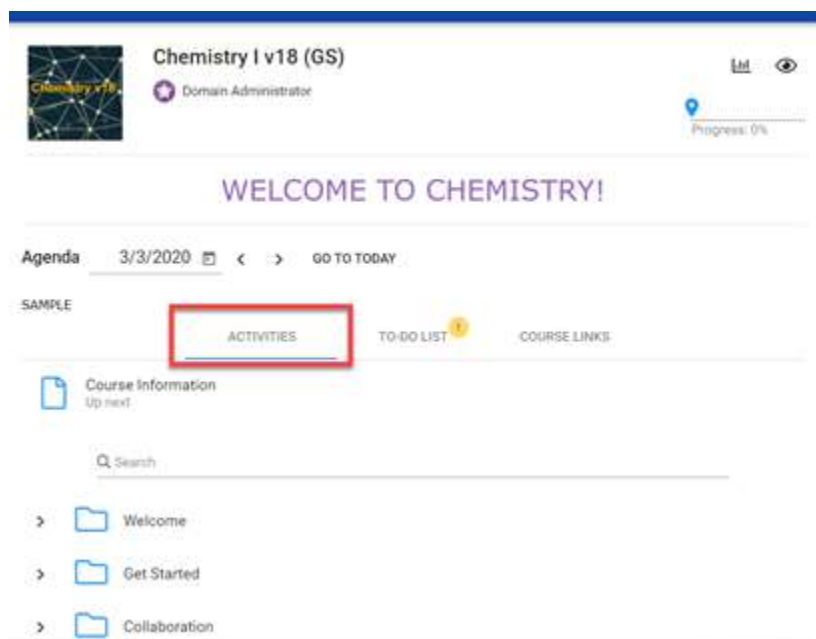 Chemistry I v18 (GS)
Chemistry v18
Domain Administrator
Progress: 0%
WELCOME TO CHEMISTRY!
Agenda 3/3/2020 GO TO TODAY
SAMPLE
ACTIVITIES TO-DO LIST ! COURSE LINKS
Course Information
Up next
Search
Welcome
Get Started
Collaboration